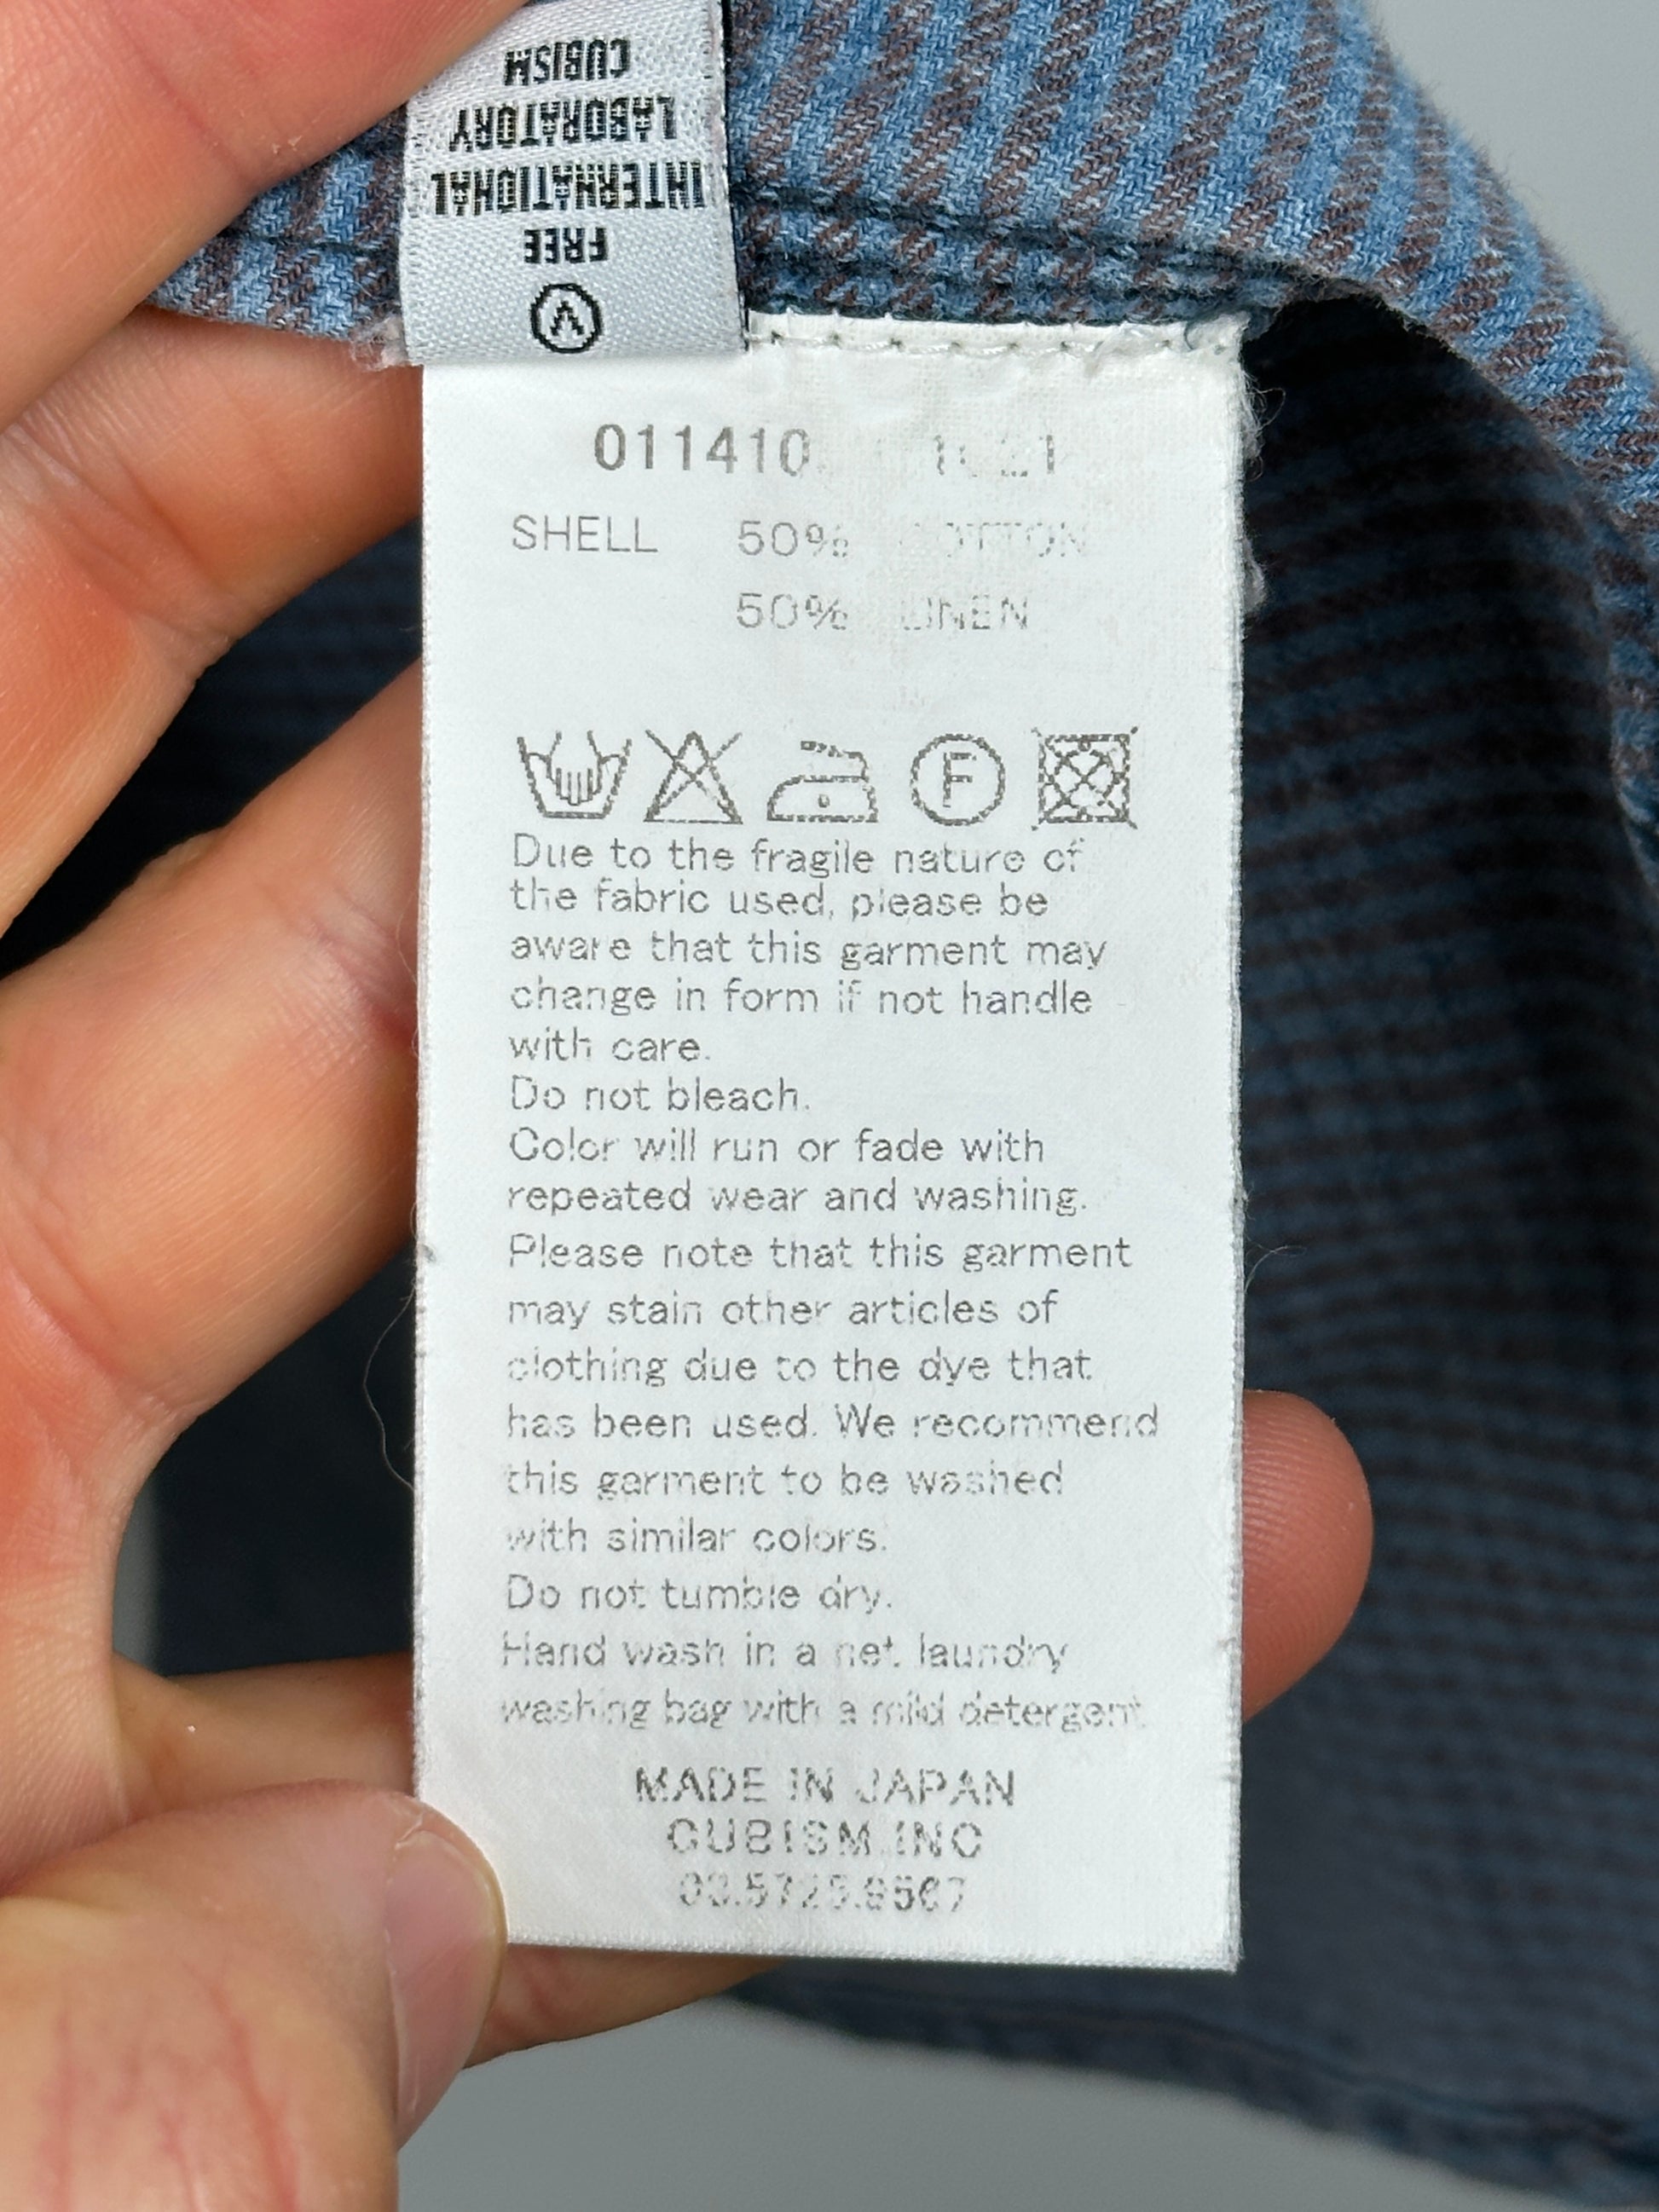 FREE
INTERNATIONAL
LABORATORY
CUBISM
011410
SHELL 50% COTTON
50% LINEN
F
Due to the fragile nature of
the fabric used, please be
aware that this garment may
change in form if not handle
with care.
Do not bleach.
Color will run or fade with
repeated wear and washing.
Please note that this garment
may stain other articles of
clothing due to the dye that
has been used. We recommend
this garment to be washed
with similar colors.
Do not tumble dry.
Hand wash in a net laundry
washing bag with a mild detergent
MADE IN JAPAN
CUBISM.INC